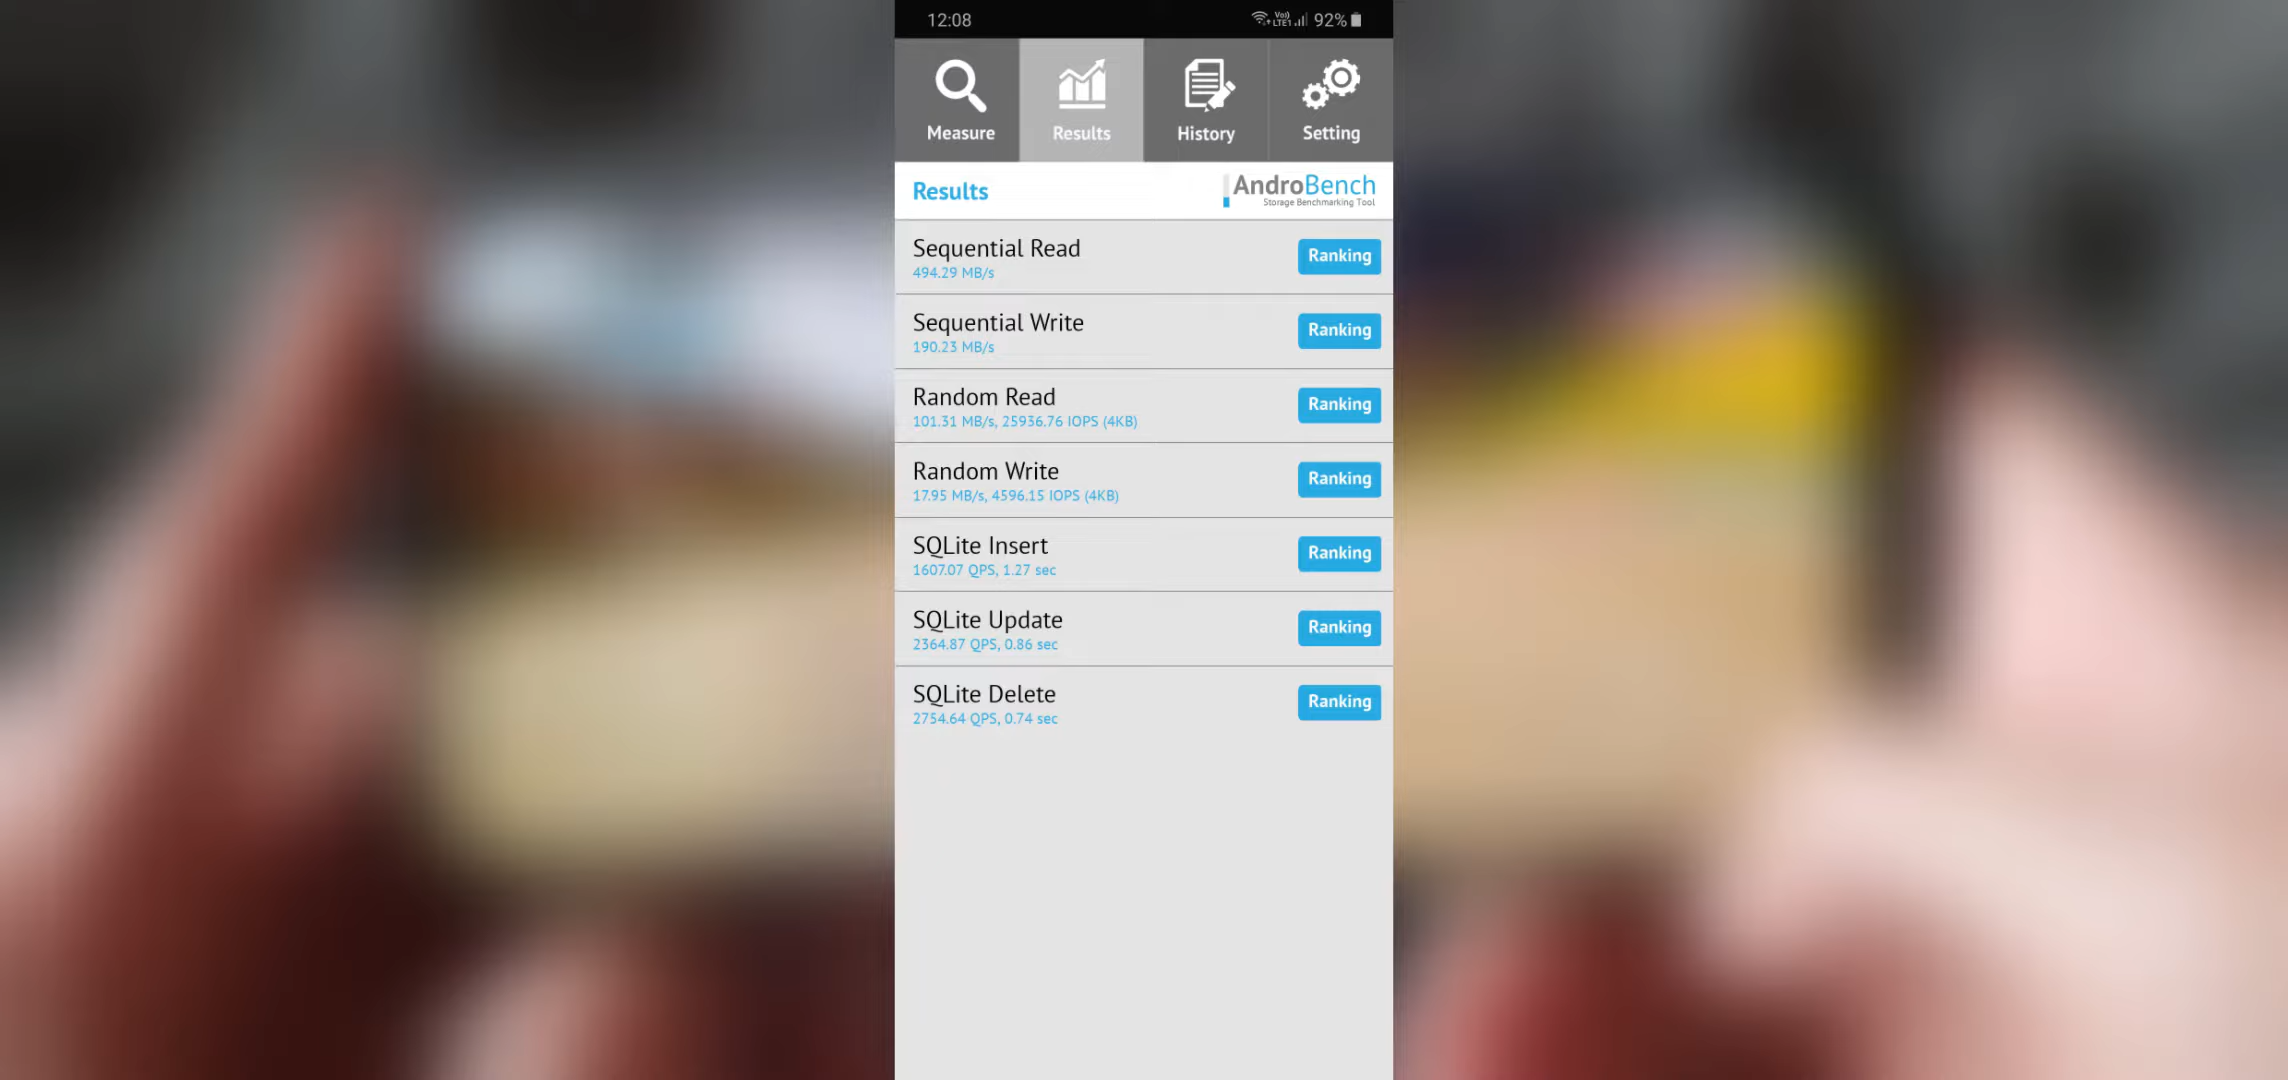 12:08
Vo)) LTE1 92%
Measure Results History Setting
Results
AndroBench
Storage Benchmarking Tool
Sequential Read
494.29 MB/s
Ranking
Sequential Write
190.23 MB/s
Ranking
Random Read
101.31 MB/s, 25936.76 IOPS (4KB)
Ranking
Random Write
17.95 MB/s, 4596.15 IOPS (4KB)
Ranking
SQLite Insert
1607.07 QPS, 1.27 sec
Ranking
SQLite Update
2364.87 QPS, 0.86 sec
Ranking
SQLite Delete
2754.64 QPS, 0.74 sec
Ranking